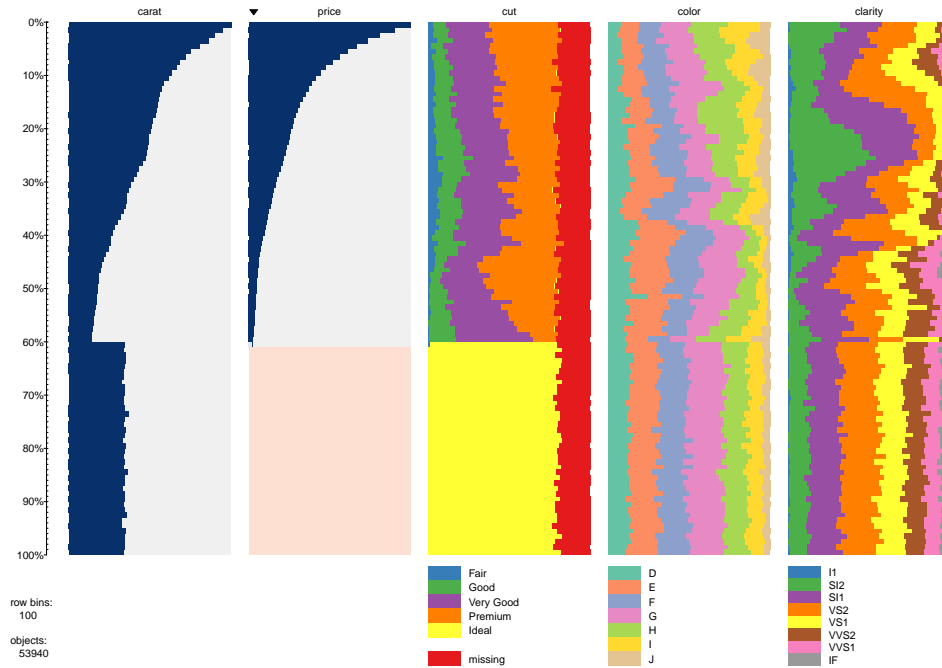 carat price cut color clarity
0%
10%
20%
30%
40%
50%
60%
70%
80%
90%
100%
row bins:
100
objects:
53940
Fair
Good
Very Good
Premium
Ideal
missing
D
E
F
G
H
I
J
I1
SI2
SI1
VS2
VS1
VVS2
VVS1
IF